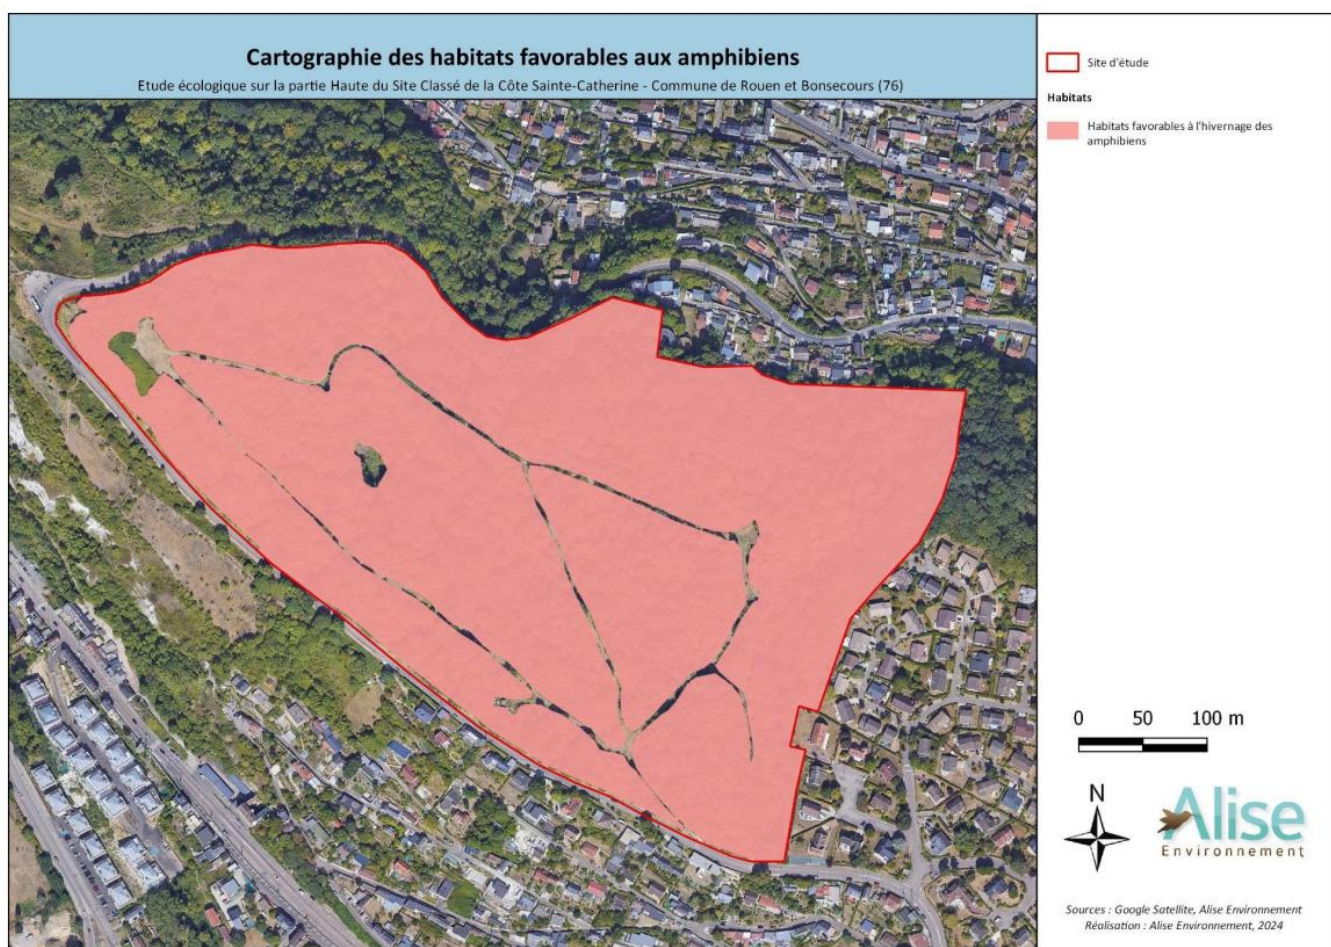 Cartographie des habitats favorables aux amphibiens
Etude écologique sur la partie Haute du Site Classé de la Côte Sainte-Catherine - Commune de Rouen et Bonsecours (76)
Site d'étude
Habitats
Habitats favorables à l'hivernage des
amphibiens
0 50 100 m
N
Alise
Environnement
Sources : Google Satellite, Alise Environnement
Réalisation : Alise Environnement, 2024